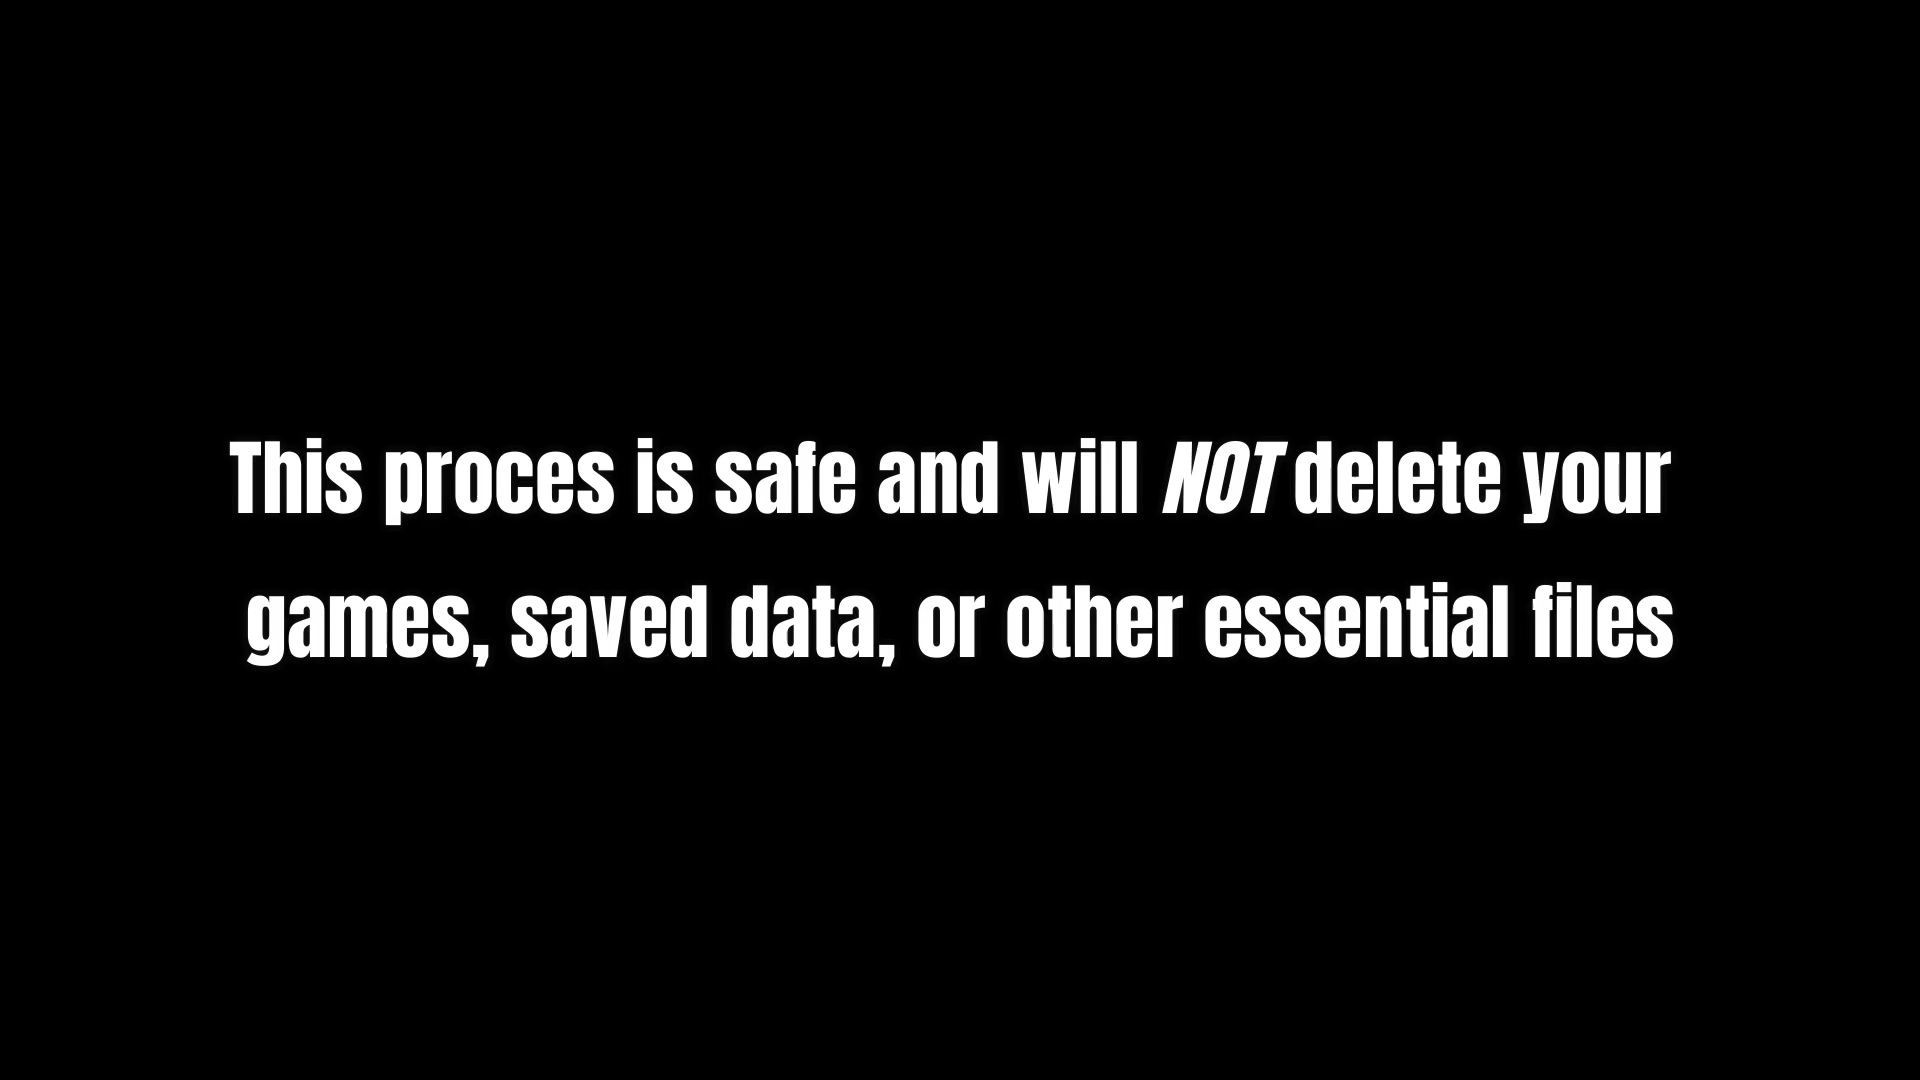 This proces is safe and will NOT delete your
games, saved data, or other essential files